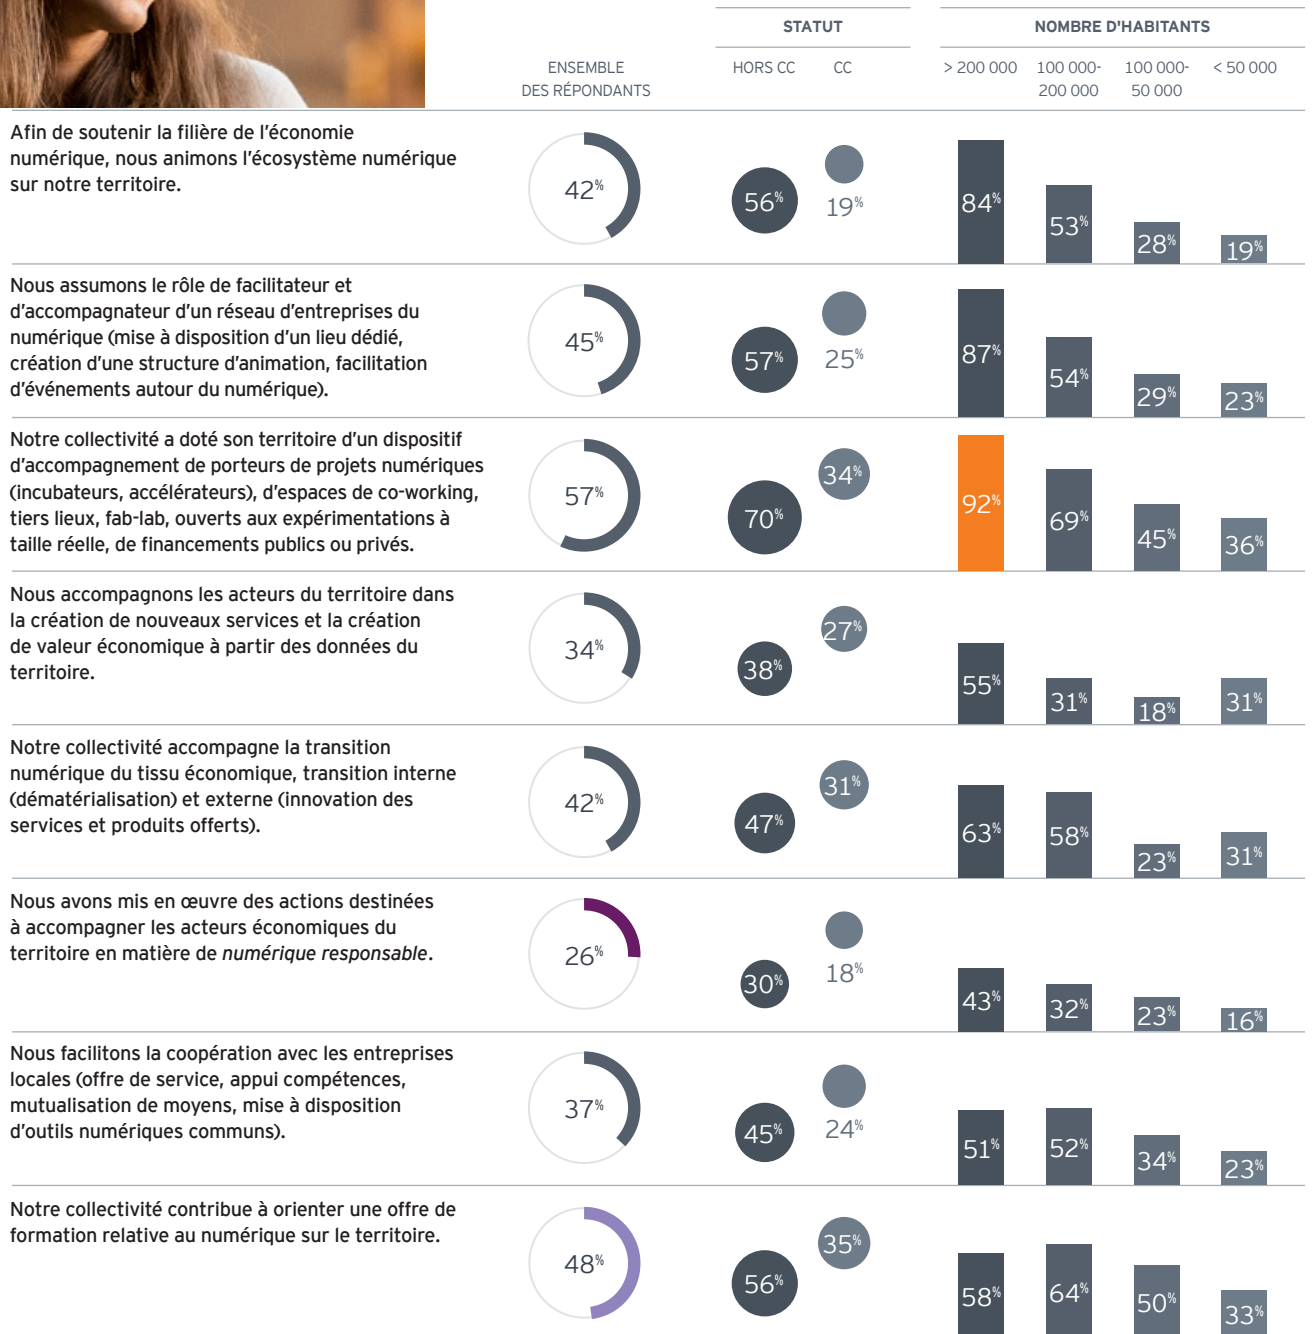 STATUT
NOMBRE D'HABITANTS
ENSEMBLE
DES RÉPONDANTS
HORS CC
CC
> 200 000
100 000-
200 000
100 000-
50 000
< 50 000
Afin de soutenir la filière de l'économie
numérique, nous animons l'écosystème numérique
sur notre territoire.
42%
56%
19%
84%
53%
28%
19%
Nous assumons le rôle de facilitateur et
d'accompagnateur d'un réseau d'entreprises du
numérique (mise à disposition d'un lieu dédié,
création d'une structure d'animation, facilitation
d'événements autour du numérique).
45%
57%
25%
87%
54%
29%
23%
Notre collectivité a doté son territoire d'un dispositif
d'accompagnement de porteurs de projets numériques
(incubateurs, accélérateurs), d'espaces de co-working,
tiers lieux, fab-lab, ouverts aux expérimentations à
taille réelle, de financements publics ou privés.
57%
70%
34%
92%
69%
45%
36%
Nous accompagnons les acteurs du territoire dans
la création de nouveaux services et la création
de valeur économique à partir des données du
territoire.
34%
38%
27%
55%
31%
18%
31%
Notre collectivité accompagne la transition
numérique du tissu économique, transition interne
(dématérialisation) et externe (innovation des
services et produits offerts).
42%
47%
31%
63%
58%
23%
31%
Nous avons mis en œuvre des actions destinées
à accompagner les acteurs économiques du
territoire en matière de numérique responsable.
26%
30%
18%
43%
32%
23%
16%
Nous facilitons la coopération avec les entreprises
locales (offre de service, appui compétences,
mutualisation de moyens, mise à disposition
d'outils numériques communs).
37%
45%
24%
51%
52%
34%
23%
Notre collectivité contribue à orienter une offre de
formation relative au numérique sur le territoire.
48%
56%
35%
58%
64%
50%
33%